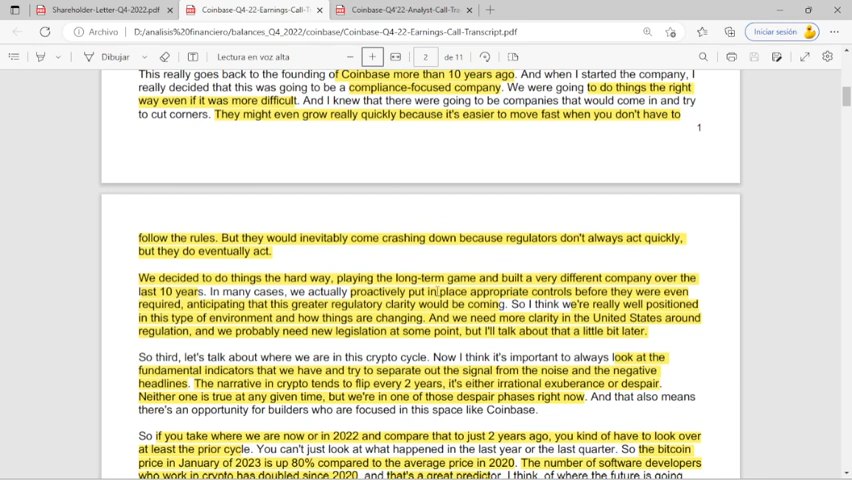 Shareholder-Letter-Q4-2022.pdf
Coinbase-Q4-22-Earnings-Call-T
Coinbase-Q4'22-Analyst-Call-Tra
Archivo
D:/analysis%20financiero/balances_Q4_2022/coinbase/Coinbase-Q4-22-Earnings-Call-Transcript.pdf
Iniciar sesión
Dibujar
Lectura en voz alta
2
de 11
This really goes back to the founding of Coinbase more than 10 years ago. And when I started the company, I
really decided that this was going to be a compliance-focused company. We were going to do things the right
way even if it was more difficult. And I knew that there were going to be companies that would come in and try
to cut corners. They might even grow really quickly because it's easier to move fast when you don't have to
1
follow the rules. But they would inevitably come crashing down because regulators don't always act quickly,
but they do eventually act.
We decided to do things the hard way, playing the long-term game and built a very different company over the
last 10 years. In many cases, we actually proactively put in place appropriate controls before they were even
required, anticipating that this greater regulatory clarity would be coming. So I think we're really well positioned
in this type of environment and how things are changing. And we need more clarity in the United States around
regulation, and we probably need new legislation at some point, but I'll talk about that a little bit later.
So third, let's talk about where we are in this crypto cycle. Now I think it's important to always look at the
fundamental indicators that we have and try to separate out the signal from the noise and the negative
headlines. The narrative in crypto tends to flip every 2 years, it's either irrational exuberance or despair.
Neither one is true at any given time, but we're in one of those despair phases right now. And that also means
there's an opportunity for builders who are focused in this space like Coinbase.
So if you take where we are now or in 2022 and compare that to just 2 years ago, you kind of have to look over
at least the prior cycle. You can't just look at what happened in the last year or the last quarter. So the bitcoin
price in January of 2023 is up 80% compared to the average price in 2020. The number of software developers
who work in crypto has doubled since 2020, and that's a great predictor, I think, of where the future is going